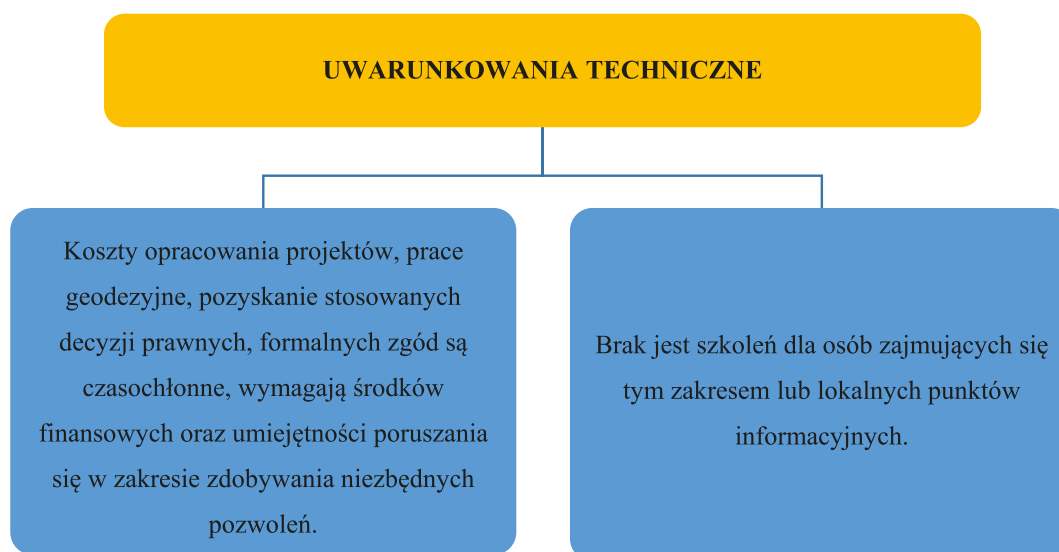 UWARUNKOWANIA TECHNICZNE
Koszty opracowania projektów, prace
geodezyjne, pozyskanie stosowanych
decyzji prawnych, formalnych zgód są
czasochłonne, wymagają środków
finansowych oraz umiejętności poruszania
się w zakresie zdobywania niezbędnych
pozwoleń.
Brak jest szkoleń dla osób zajmujących się
tym zakresem lub lokalnych punktów
informacyjnych.